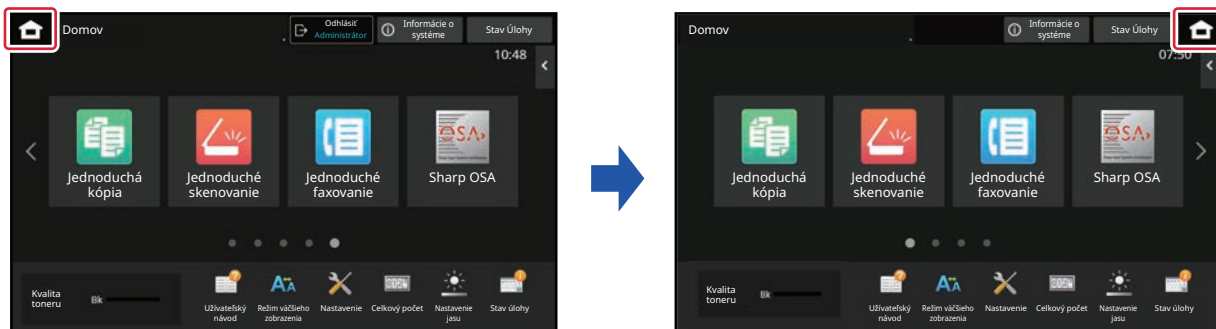 Domov
Odhlásiť
Administrátor
Informácie o
systéme
Stav Úlohy
10:48
OSA
Jednoduchá
kópia
Jednoduché
skenovanie
Jednoduché
faxovanie
Sharp OSA
Kvalita
toneru
Bk
Užívateľský
návod
Režim väčšieho
zobrazenia
Nastavenie
Celkový počet
Nastavenie
jasu
Stav úlohy
Domov
Informácie o
systéme
Stav Úlohy
07:50
OSA
Jednoduchá
kópia
Jednoduché
skenovanie
Jednoduché
faxovanie
Sharp OSA
Kvalita
toneru
Bk
Užívateľský
návod
Režim väčšieho
zobrazenia
Nastavenie
Celkový počet
Nastavenie
jasu
Stav úlohy